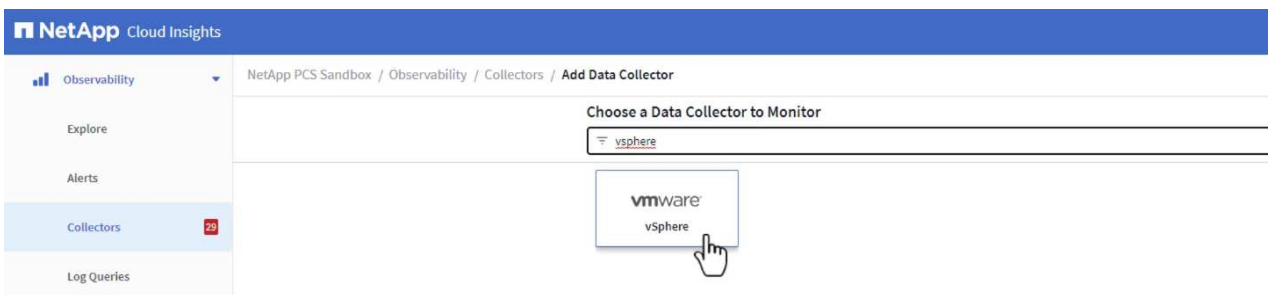 NetApp Cloud Insights
Observability
NetApp PCS Sandbox / Observability / Collectors / Add Data Collector
Choose a Data Collector to Monitor
Explore
vsphere
Alerts
vmware
Collectors 29
vSphere
Log Queries